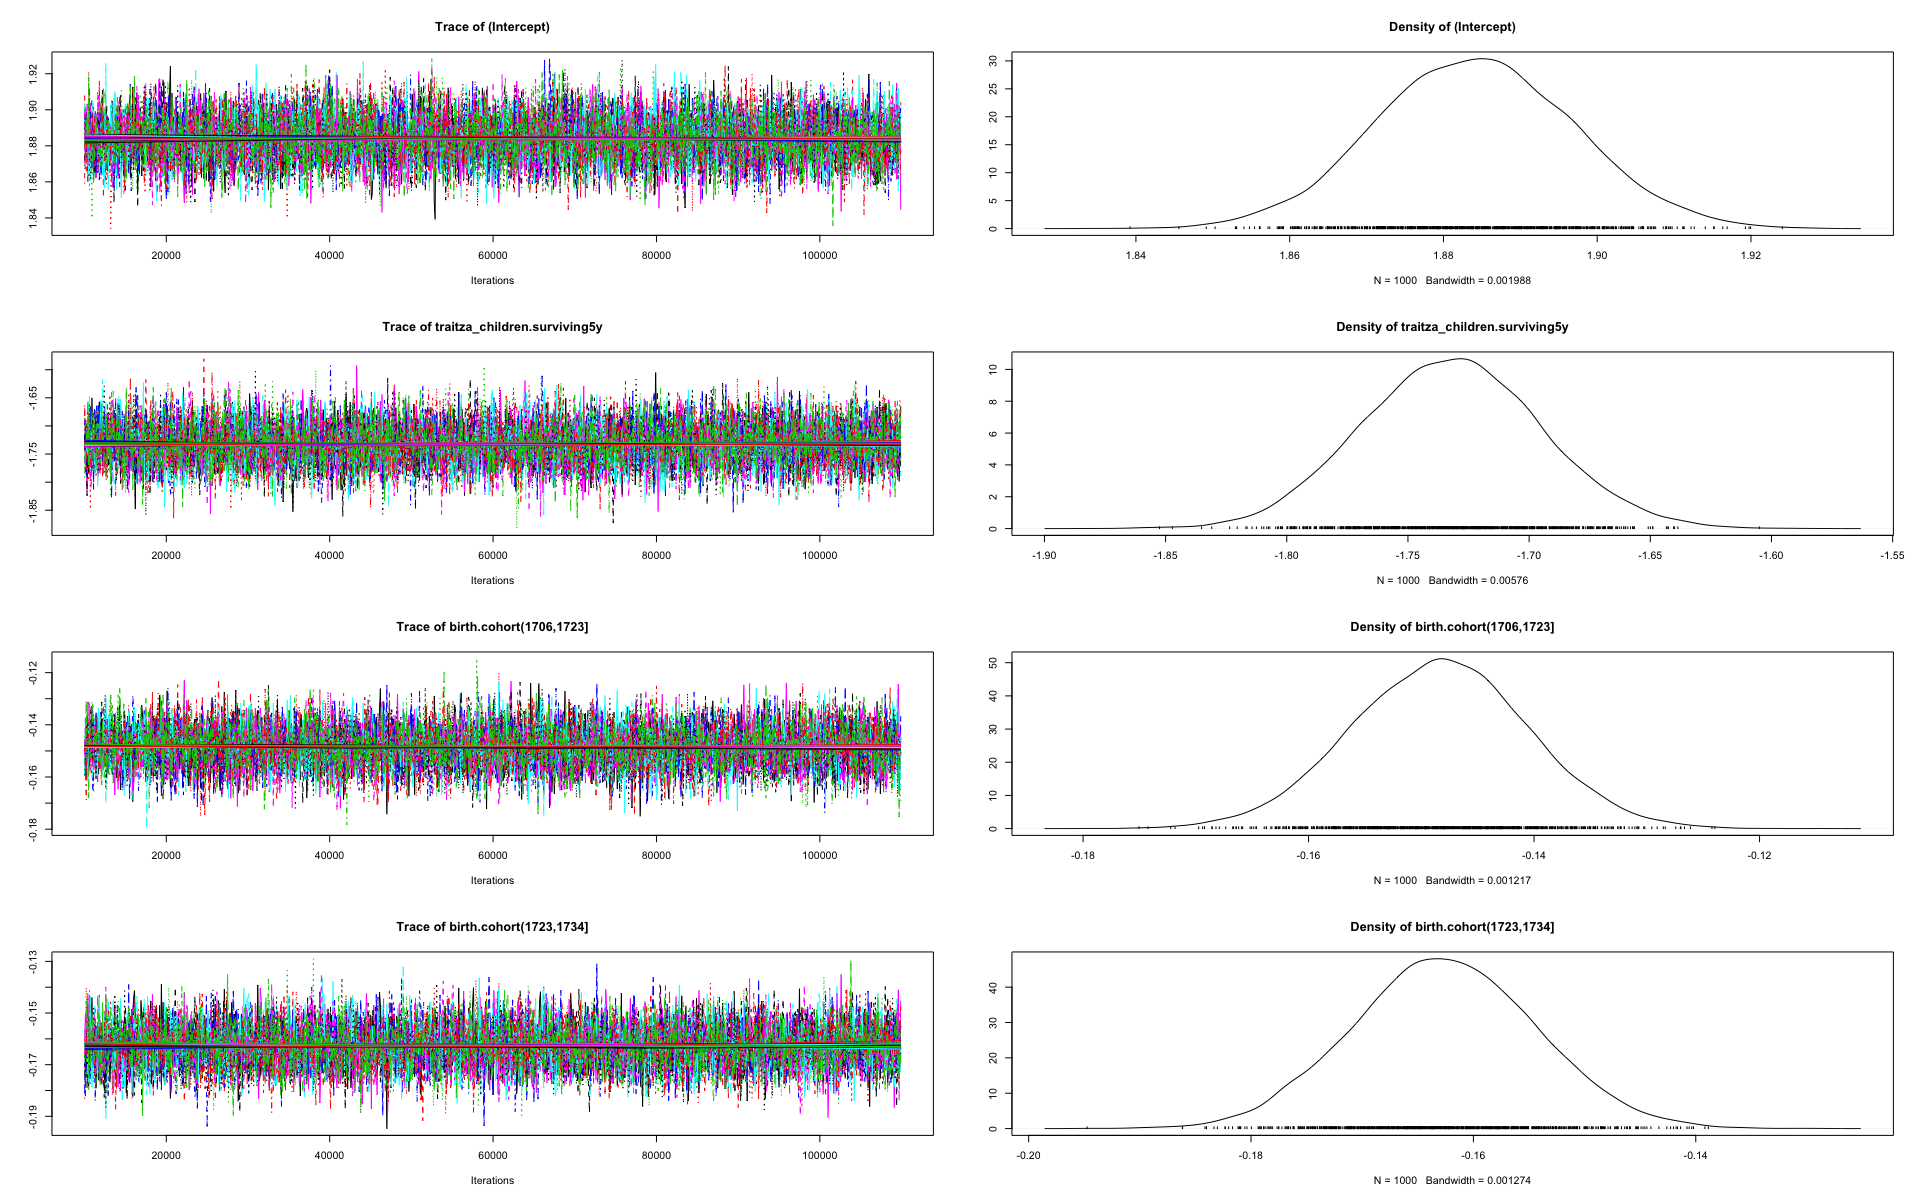 Trace of (Intercept)
1.84 1.86 1.88 1.90 1.92
20000 40000 60000 80000 100000
Iterations
Density of (Intercept)
0 5 10 15 20 25 30
1.84 1.86 1.88 1.90 1.92
N = 1000 Bandwidth = 0.001988
Trace of traitza_children.surviving5y
-1.85 -1.75 -1.65
20000 40000 60000 80000 100000
Iterations
Density of traitza_children.surviving5y
0 2 4 6 8 10
-1.90 -1.85 -1.80 -1.75 -1.70 -1.65 -1.60 -1.55
N = 1000 Bandwidth = 0.00576
Trace of birth.cohort(1706,1723]
-0.18 -0.16 -0.14 -0.12
20000 40000 60000 80000 100000
Iterations
Density of birth.cohort(1706,1723]
0 10 20 30 40 50
-0.18 -0.16 -0.14 -0.12
N = 1000 Bandwidth = 0.001217
Trace of birth.cohort(1723,1734]
-0.19 -0.17 -0.15 -0.13
20000 40000 60000 80000 100000
Iterations
Density of birth.cohort(1723,1734]
0 10 20 30 40
-0.20 -0.18 -0.16 -0.14
N = 1000 Bandwidth = 0.001274